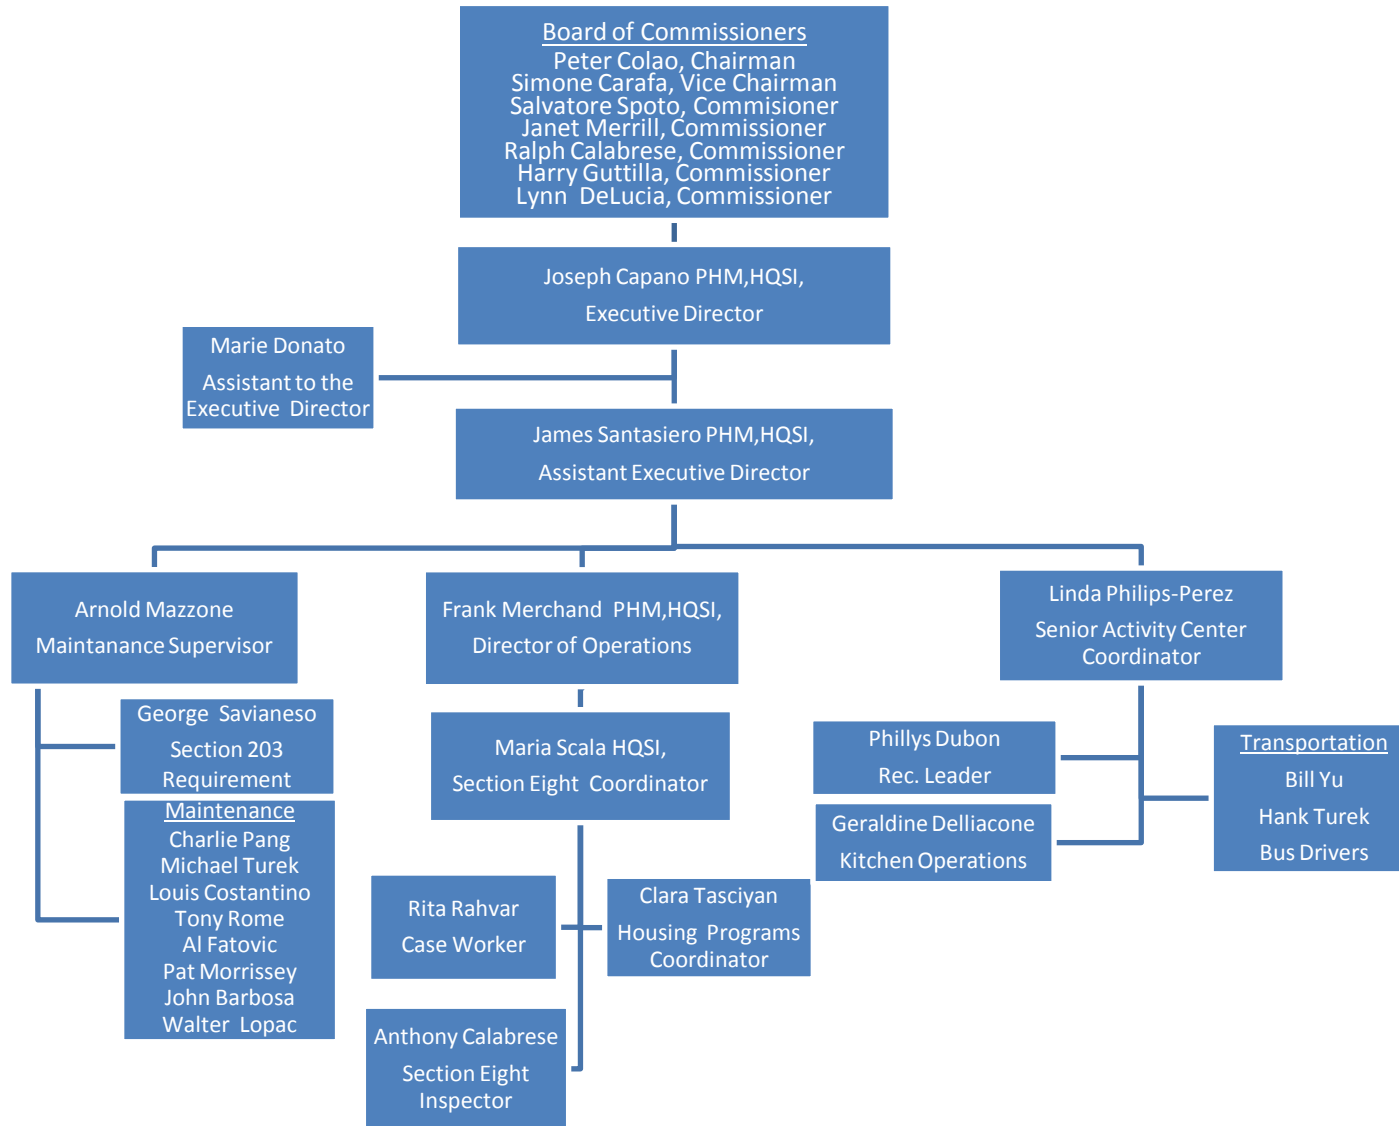 Board of Commissioners
Peter Colao, Chairman
Simone Carafa, Vice Chairman
Salvatore Spoto, Commisioner
Janet Merrill, Commissioner
Ralph Calabrese, Commissioner
Harry Guttilla, Commissioner
Lynn DeLucia, Commissioner
Joseph Capano PHM,HQSI,
Executive Director
Marie Donato
Assistant to the
Executive Director
James Santasiero PHM,HQSI,
Assistant Executive Director
Arnold Mazzone
Maintanance Supervisor
George Savianeso
Section 203
Requirement
Maintenance
Charlie Pang
Michael Turek
Louis Costantino
Tony Rome
Al Fatovic
Pat Morrissey
John Barbosa
Walter Lopac
Frank Merchand PHM,HQSI,
Director of Operations
Maria Scala HQSI,
Section Eight Coordinator
Rita Rahvar
Case Worker
Clara Tasciyan
Housing Programs
Coordinator
Anthony Calabrese
Section Eight
Inspector
Linda Philips-Perez
Senior Activity Center
Coordinator
Phillys Dubon
Rec. Leader
Geraldine Delliacone
Kitchen Operations
Transportation
Bill Yu
Hank Turek
Bus Drivers